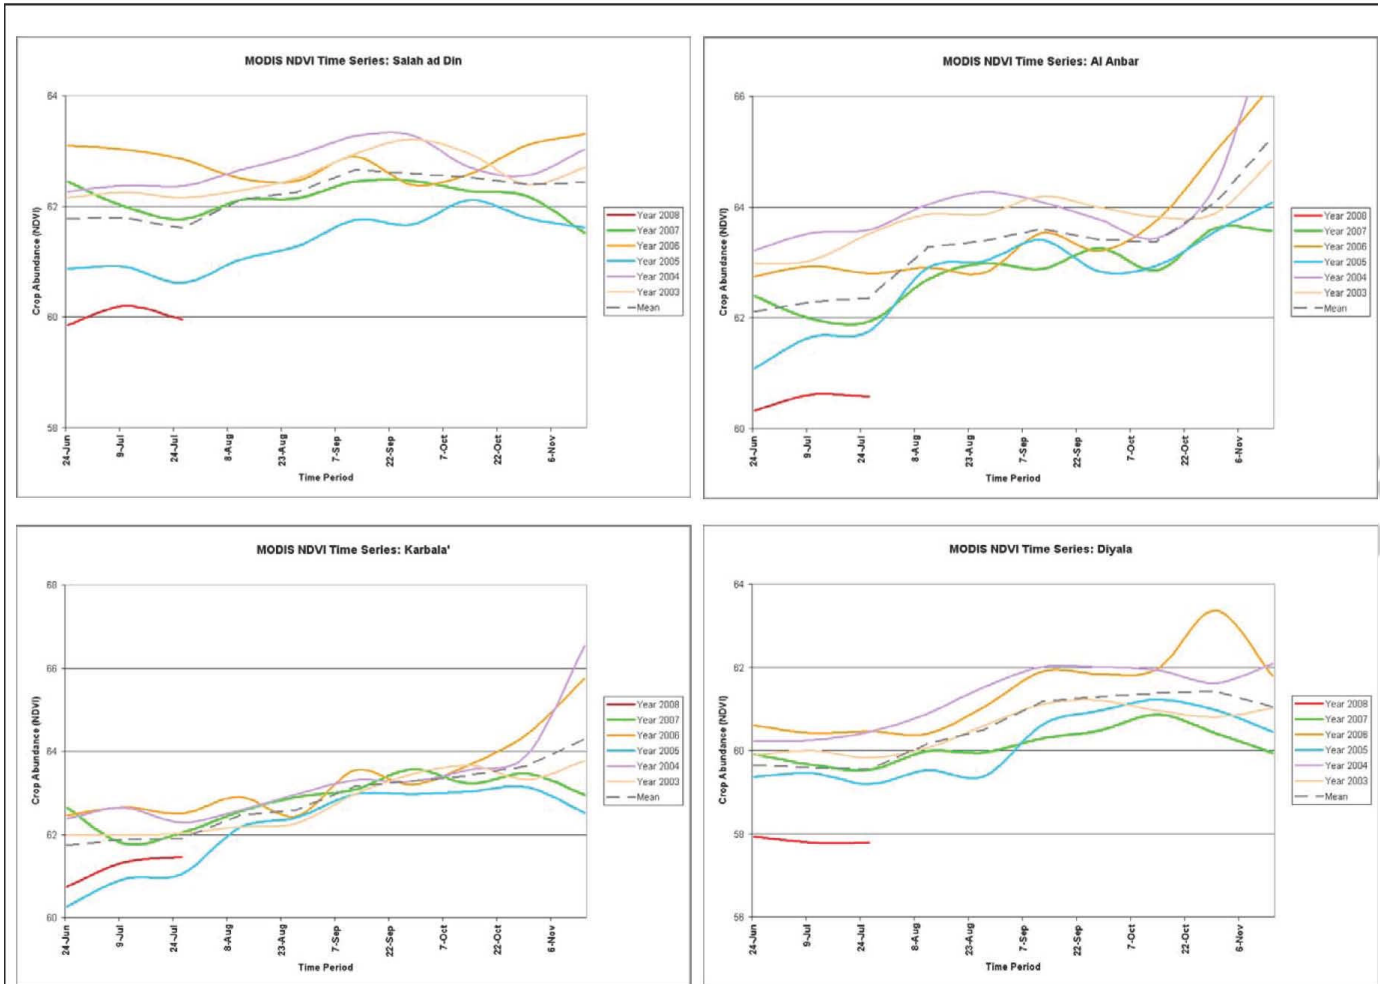 MODIS NDVI Time Series: Salah ad Din
Crop Abundance (NDVI)
64
62
60
58
24-Jun
9-Jul
24-Jul
8-Aug
23-Aug
7-Sep
22-Sep
7-Oct
22-Oct
6-Nov
Time Period
Year 2008
Year 2007
Year 2006
Year 2005
Year 2004
Year 2003
Mean
MODIS NDVI Time Series: Al Anbar
Crop Abundance (NDVI)
66
64
62
60
24-Jun
9-Jul
24-Jul
8-Aug
23-Aug
7-Sep
22-Sep
7-Oct
22-Oct
6-Nov
Time Period
Year 2008
Year 2007
Year 2006
Year 2005
Year 2004
Year 2003
Mean
MODIS NDVI Time Series: Karbala'
Crop Abundance (NDVI)
68
66
64
62
60
24-Jun
9-Jul
24-Jul
8-Aug
23-Aug
7-Sep
22-Sep
7-Oct
22-Oct
6-Nov
Time Period
Year 2008
Year 2007
Year 2006
Year 2005
Year 2004
Year 2003
Mean
MODIS NDVI Time Series: Diyala
Crop Abundance (NDVI)
64
62
60
58
56
24-Jun
9-Jul
24-Jul
8-Aug
23-Aug
7-Sep
22-Sep
7-Oct
22-Oct
6-Nov
Time Period
Year 2008
Year 2007
Year 2006
Year 2005
Year 2004
Year 2003
Mean